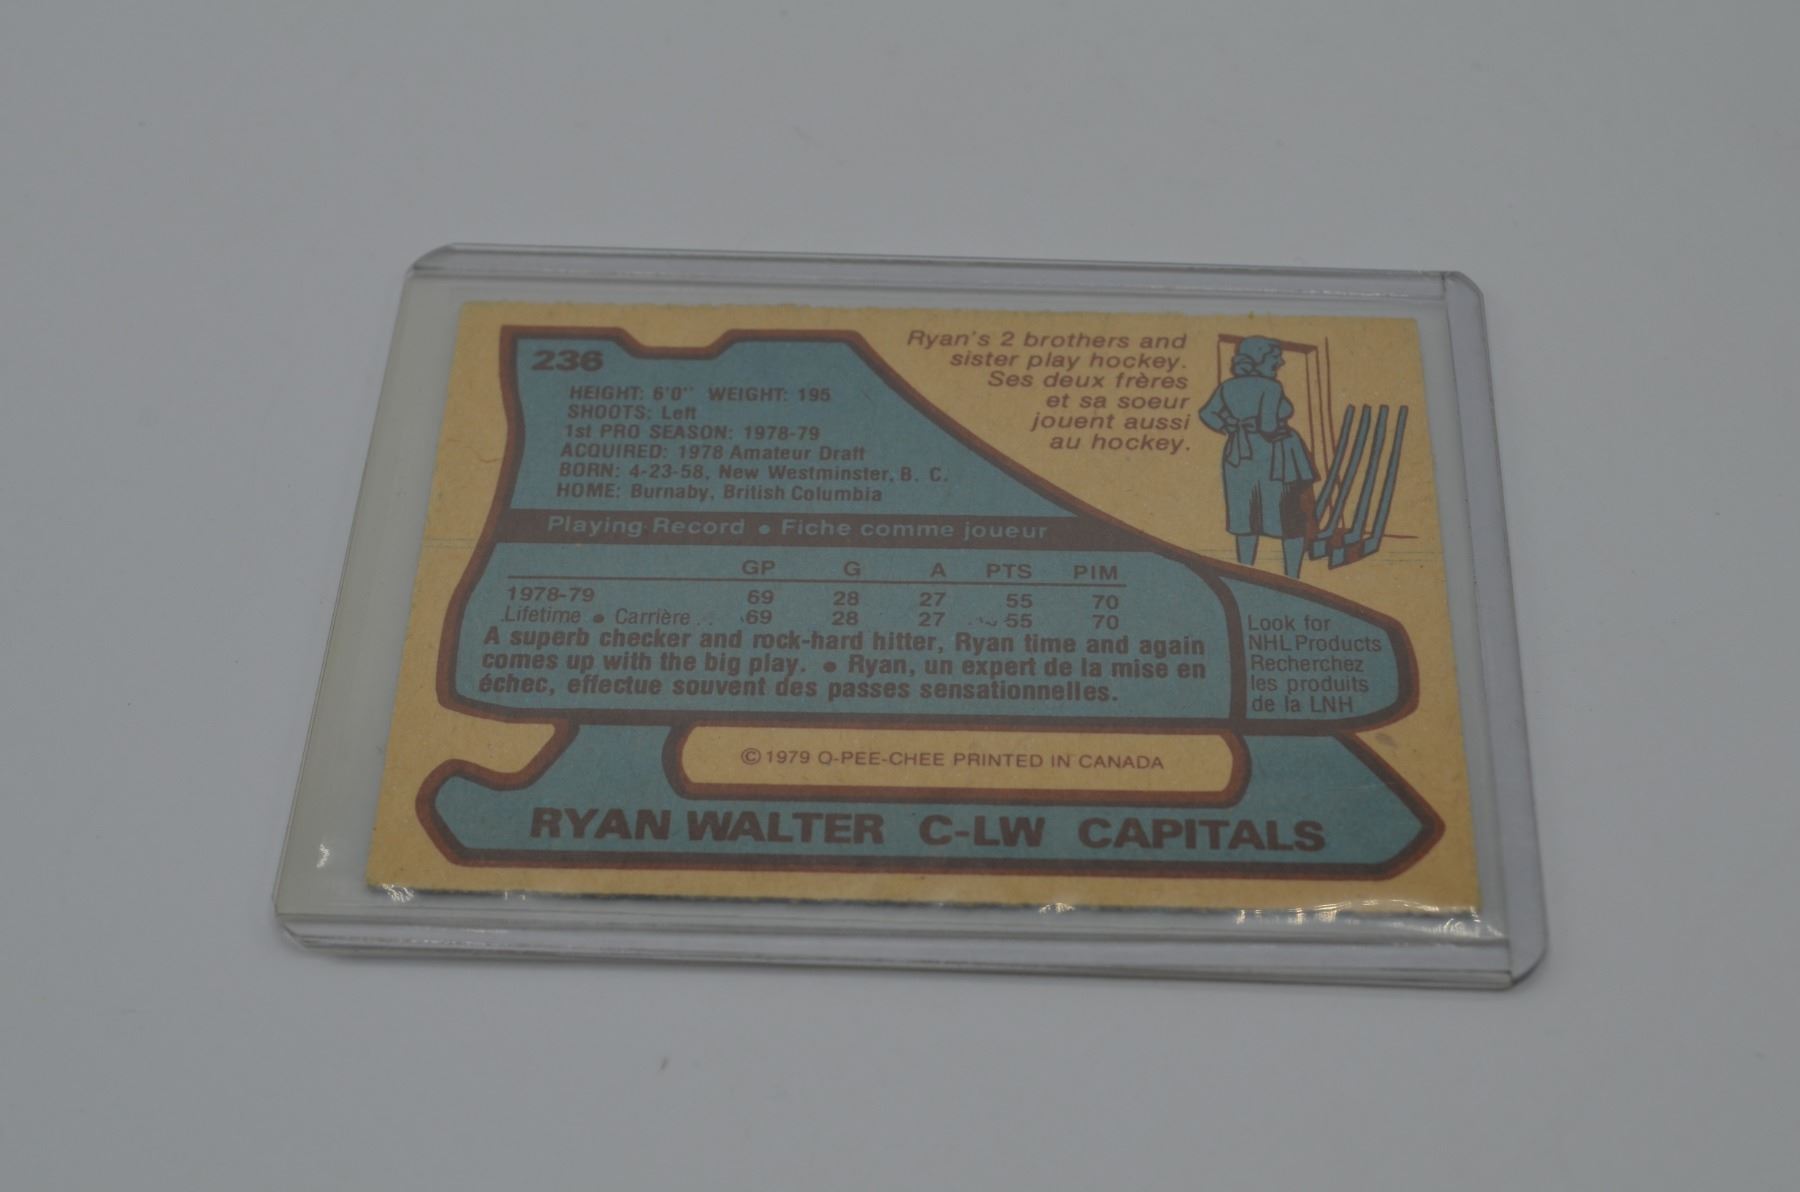 236
HEIGHT: 6'0" WEIGHT: 195
SHOOTS: Left
1st PRO SEASON: 1978-79
ACQUIRED: 1978 Amateur Draft
BORN: 4-23-58, New Westminster, B. C.
HOME: Burnaby, British Columbia
Ryan's 2 brothers and
sister play hockey.
Ses deux frères
et sa soeur
jouent aussi
au hockey.
Playing Record • Fiche comme joueur
GP G A PTS PIM
1978-79 69 28 27 55 70
Lifetime • Carrière 69 28 27 55 70
A superb checker and rock-hard hitter, Ryan time and again
comes up with the big play. • Ryan, un expert de la mise en
échec, effectue souvent des passes sensationnelles.
Look for
NHL Products
Recherchez
les produits
de la LNH
© 1979 O-PEE-CHEE PRINTED IN CANADA
RYAN WALTER C-LW CAPITALS